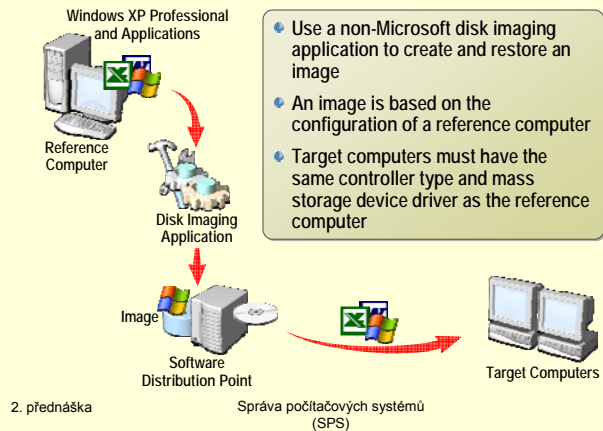 Windows XP Professional
and Applications
Reference
Computer
Disk Imaging
Application
Image
Software
Distribution Point
Target Computers
Use a non-Microsoft disk imaging
application to create and restore an
image
An image is based on the
configuration of a reference computer
Target computers must have the
same controller type and mass
storage device driver as the reference
computer
2. přednáška
Správa počítačových systémů
(SPS)